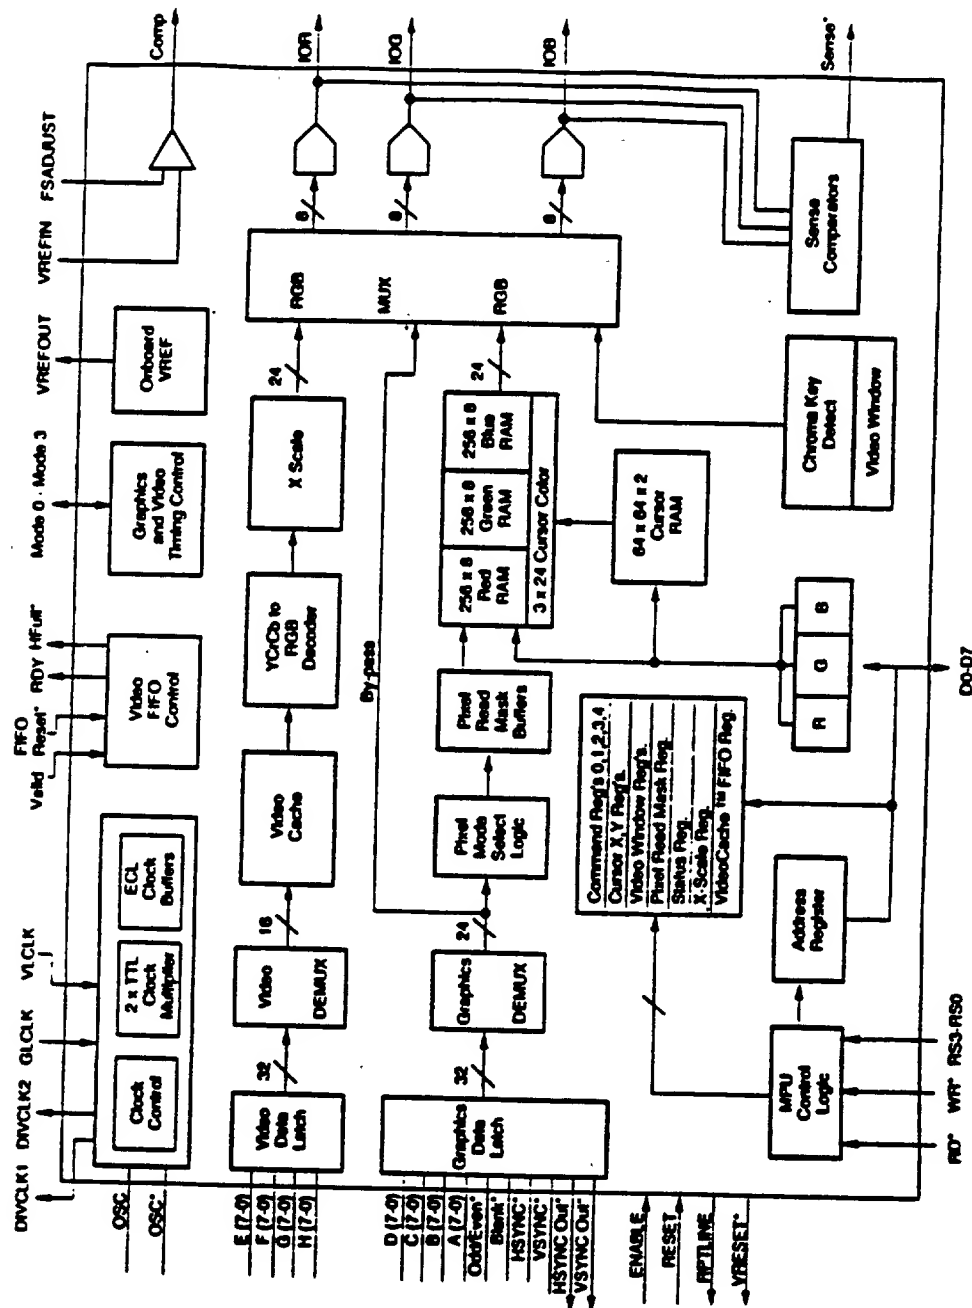 DIVCLK1
DIVCLK2
GLCLK
VLCLK
Valid
FIFO
Reset*
RDY
HFull*
Mode 0 - Mode 3
VREFOUT
VREFIN
FSADJUST
Comp
OSC
OSC*
Clock
Control
2 x TTL
Clock
Multiplier
ECL
Clock
Buffers
Video
FIFO
Control
Graphics
and Video
Timing Control
Onboard
VREF
E (7-0)
F (7-0)
G (7-0)
H (7-0)
Video
Data
Latch
32
Video
DEMUX
16
Video
Cache
YCrCb to
RGB
Decoder
X Scale
24
RGB
MUX
RGB
8
8
8
IOR
IOG
IOB
By-pass
D (7-0)
C (7-0)
B (7-0)
A (7-0)
Odd/Even*
Blank*
HSYNC*
VSYNC*
HSYNC Out*
VSYNC Out*
Graphics
Data
Latch
32
Graphics
DEMUX
24
Pixel
Mode
Select
Logic
Pixel
Read
Mask
Buffers
256 x 8
Red
RAM
256 x 8
Green
RAM
256 x 8
Blue
RAM
3 x 24 Cursor Color
24
64 x 64 x 2
Cursor
RAM
ENABLE
RESET
RPTLINE
VRESET*
Command Reg's 0,1,2,3,4
Cursor X,Y Reg's.
Video Window Reg's.
Pixel Read Mask Reg.
Status Reg.
X-Scale Reg.
VideoCache ™ FIFO Reg.
MPU
Control
Logic
Address
Register
R
G
B
Chroma Key
Detect
Video Window
Sense
Comparators
Sense*
RD*
WR*
RS3-RS0
D0-D7